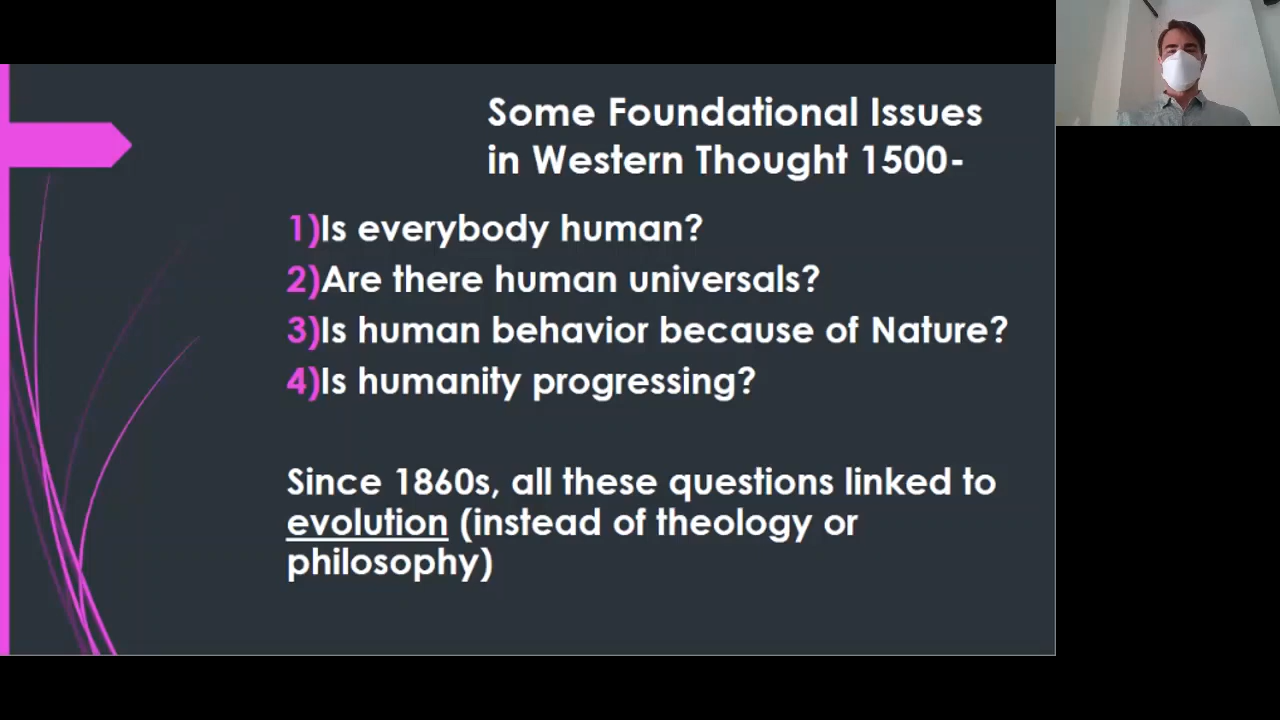 Some Foundational Issues
in Western Thought 1500-
1)Is everybody human?
2)Are there human universals?
3)Is human behavior because of Nature?
4)Is humanity progressing?
Since 1860s, all these questions linked to
evolution (instead of theology or
philosophy)